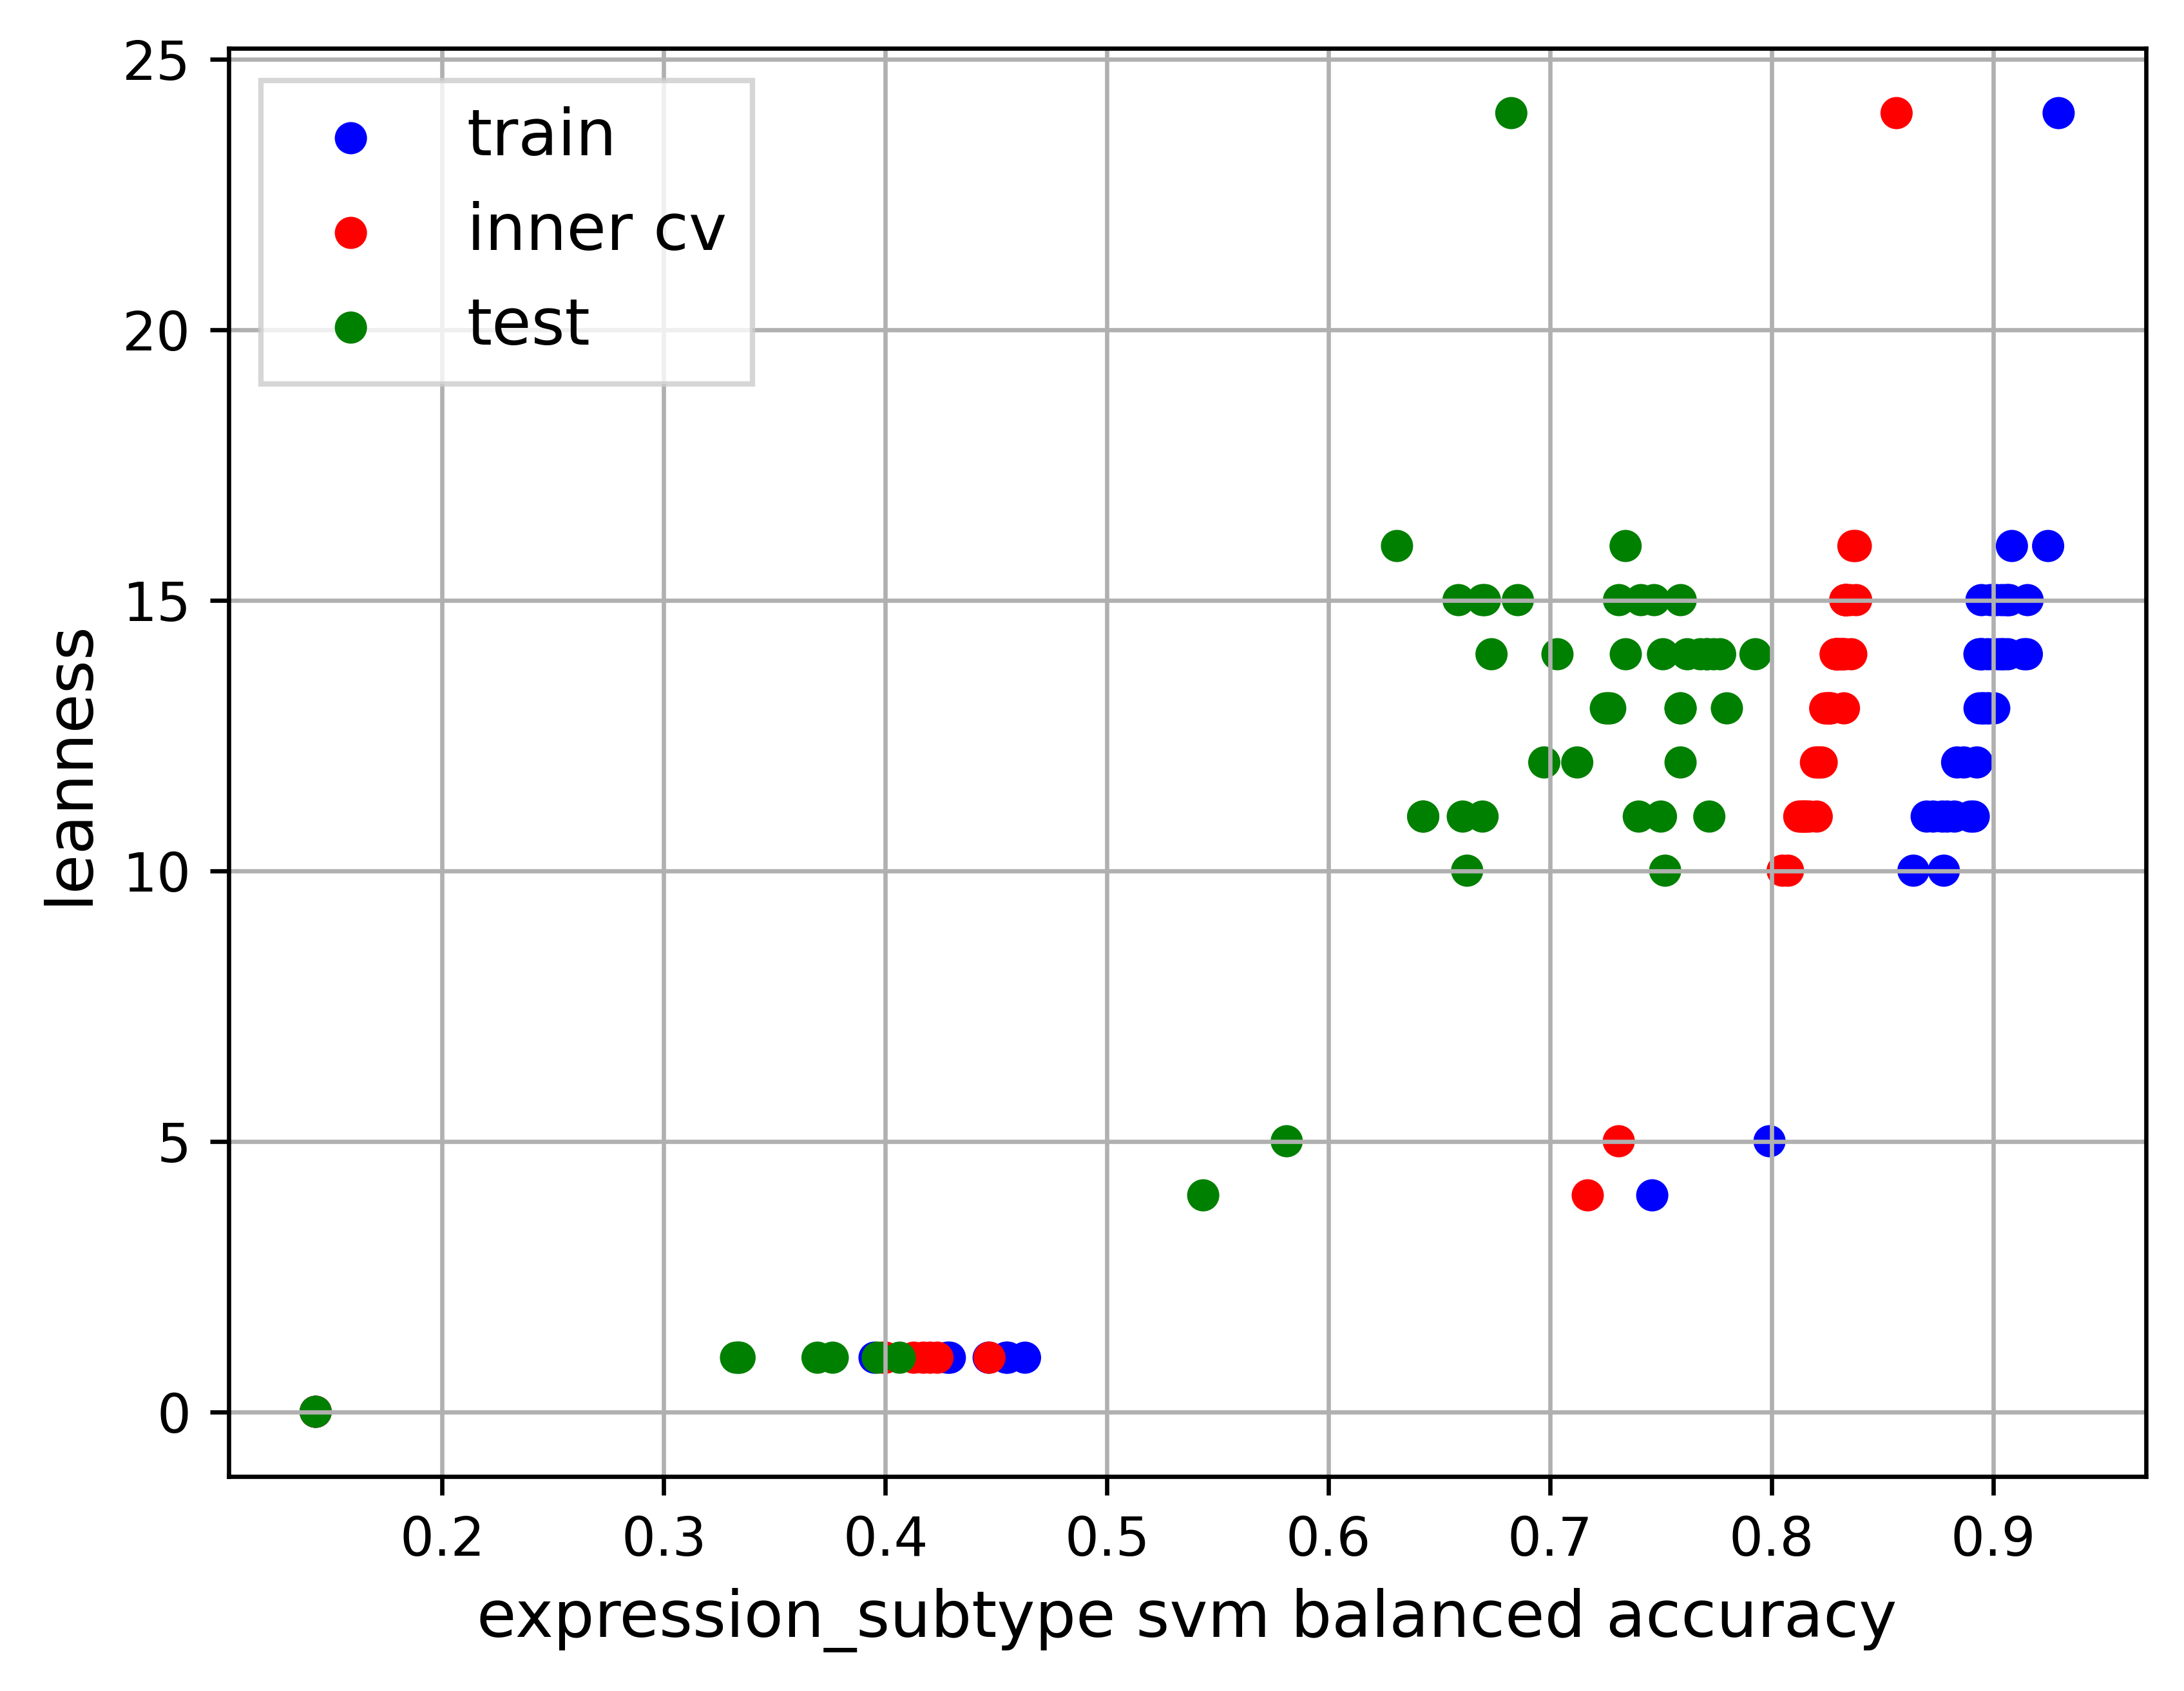 25
20
15
10
5
0
leanness
train
inner cv
test
0.2 0.3 0.4 0.5 0.6 0.7 0.8 0.9
expression_subtype svm balanced accuracy